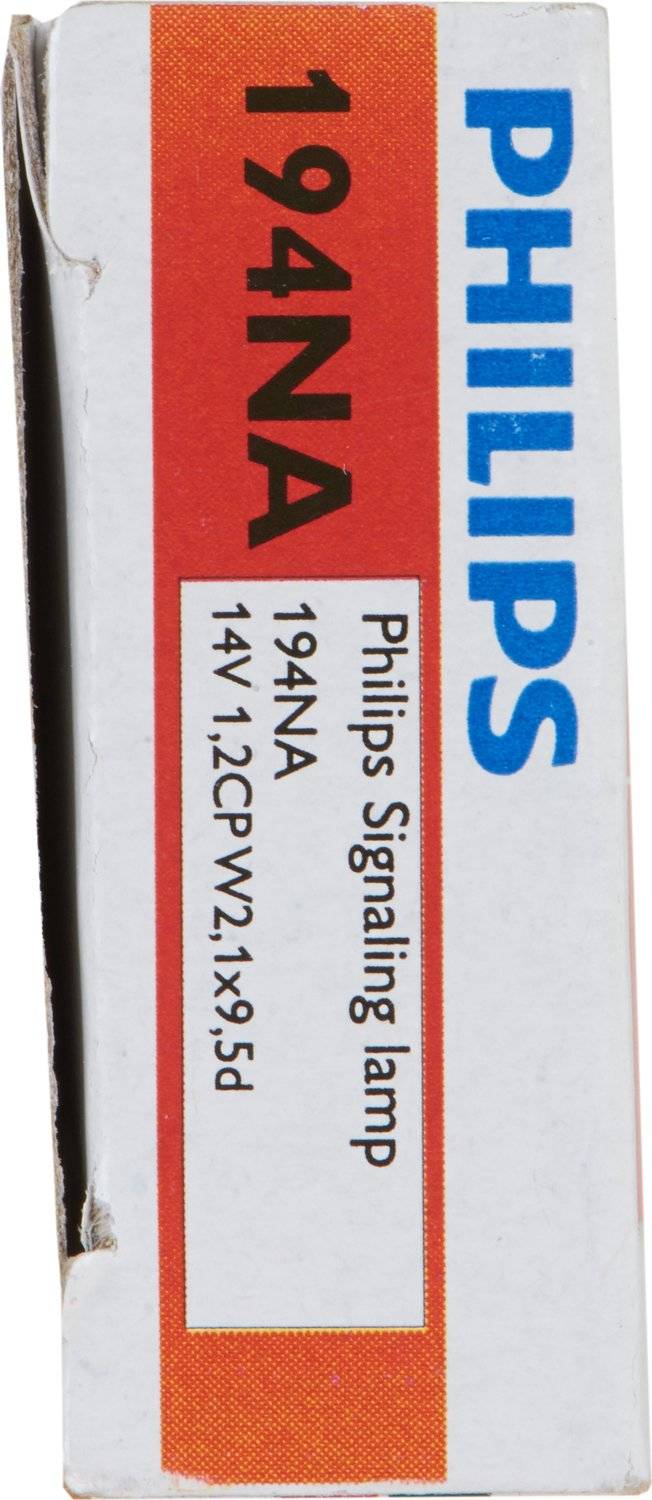 PHILIPS
194NA
Philips Signaling lamp
194NA
14V 1,2CP W2,1x9,5d